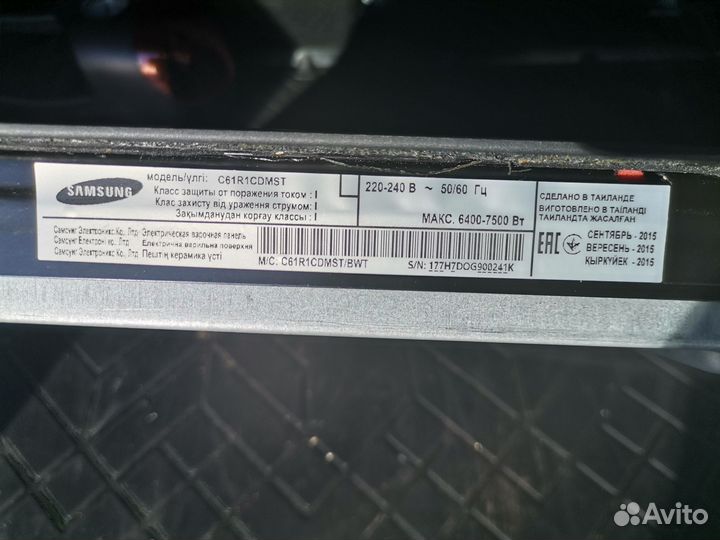 SAMSUNG
модель/үлгі: C61R1CDMST
Класс защиты от поражения током : I
Клас захисту від ураження струмом : I
Зақымданудан қорғау классы : I
220-240 В ~ 50/60 Гц
МАКС. 6400-7500 Вт
СДЕЛАНО В ТАИЛАНДЕ
ВИГОТОВЛЕНО В ТАЇЛАНДІ
ТАИЛАНДТА ЖАСАЛҒАН
Самсунг Электроникс Ко., Лтд Электрическая варочная панель
Самсунг Електронікс Ко., Лтд Електрична варильна поверхня
Самсунг Электроникс Ко., Лтд Пештің керамика үсті
M/C: C61R1CDMST/BWT
S/N: 177H7DOG900241K
EAC
СЕНТЯБРЬ - 2015
ВЕРЕСЕНЬ - 2015
ҚЫРКҮЙЕК - 2015
Avito